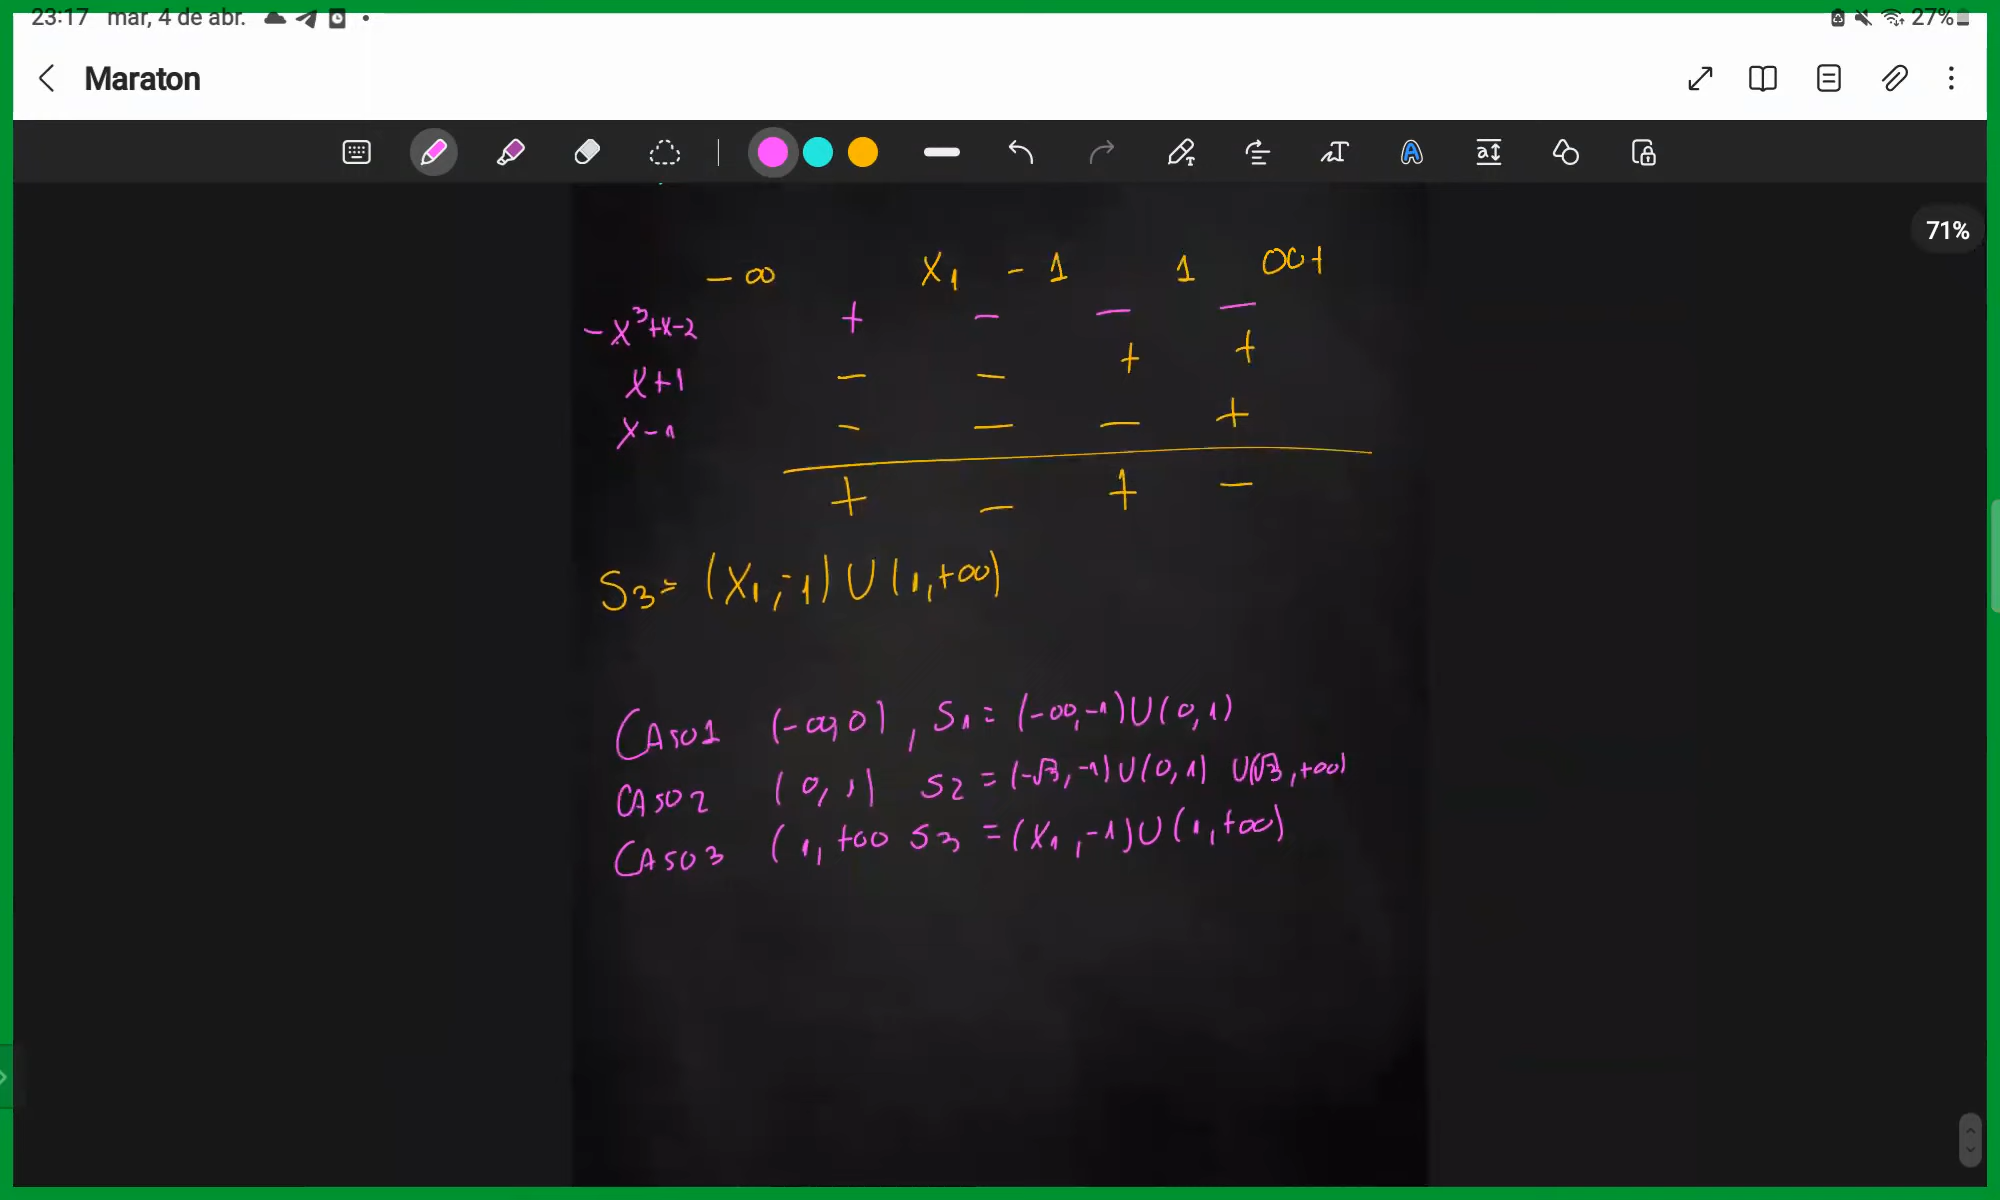 23:17 mar, 4 de abr.
27%
Maraton
71%
-∞ x₁ -1 1 ∞+
-x³+x-2 + - - -
x+1 - - + +
x-1 - - - +
+ - + -
S3= (x₁,-1) U (1,+∞)
CASO1 (-∞,0) , S1= (-∞,-1) U (0,1)
CASO2 (0,1) S2 = (-√3,-1) U (0,1) U(√3,+∞)
CASO3 (1,+∞ S3 = (x₁,-1) U (1,+∞)